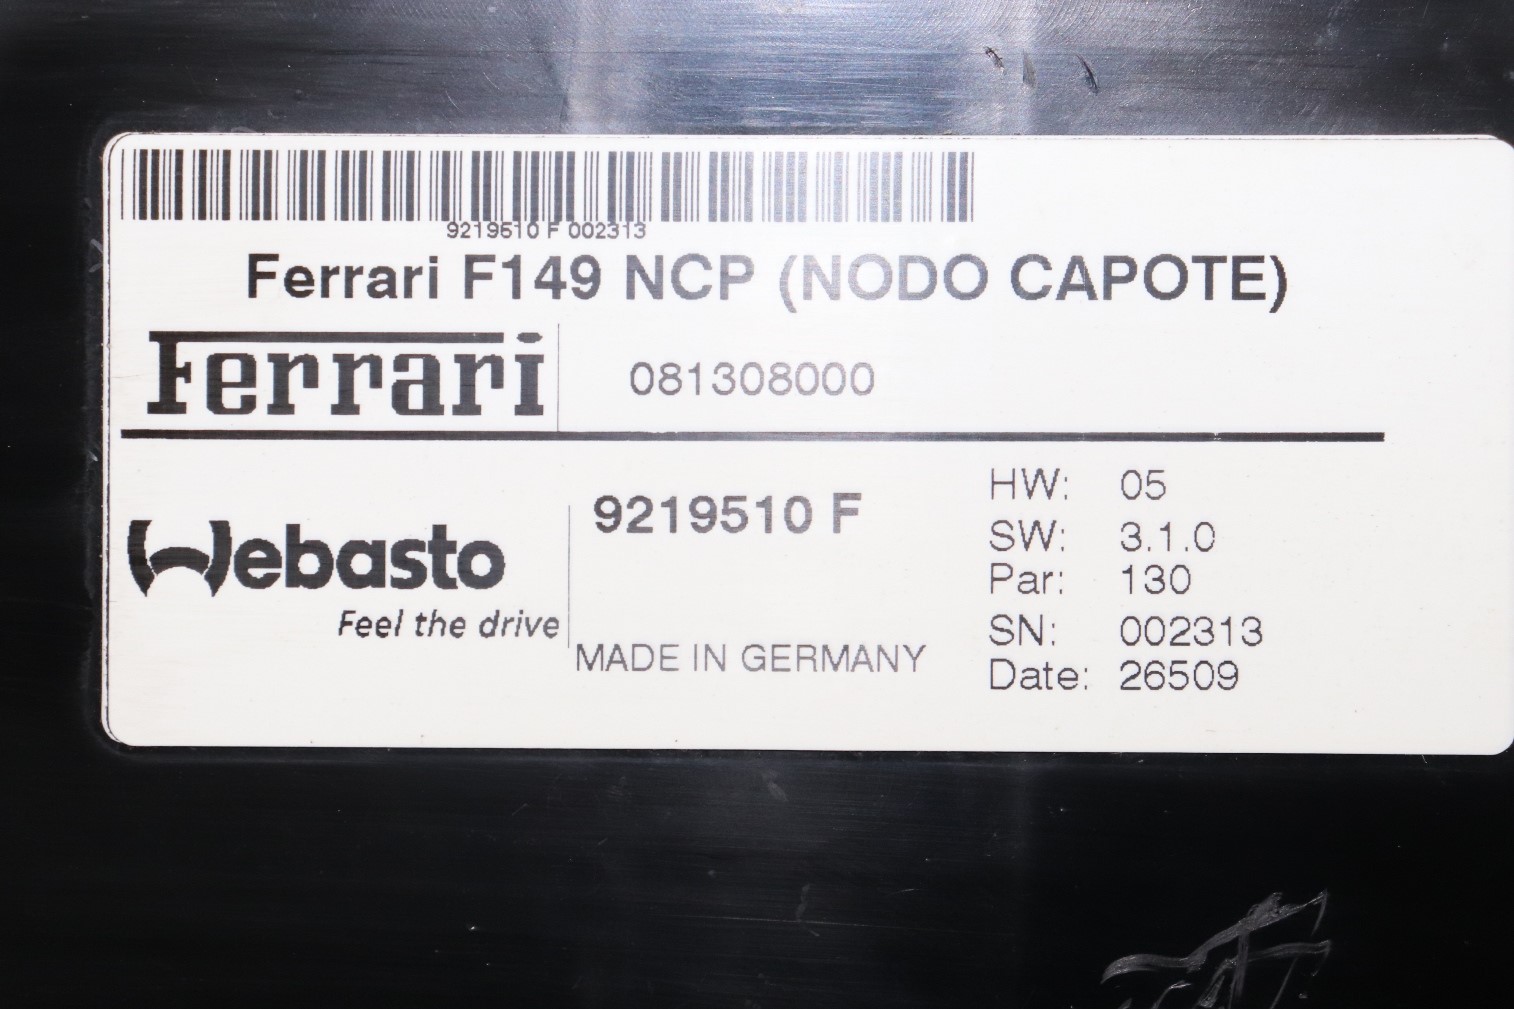 9219510 F 002313
Ferrari F149 NCP (NODO CAPOTE)
Ferrari 081308000
Webasto
Feel the drive
9219510 F
MADE IN GERMANY
HW: 05
SW: 3.1.0
Par: 130
SN: 002313
Date: 26509